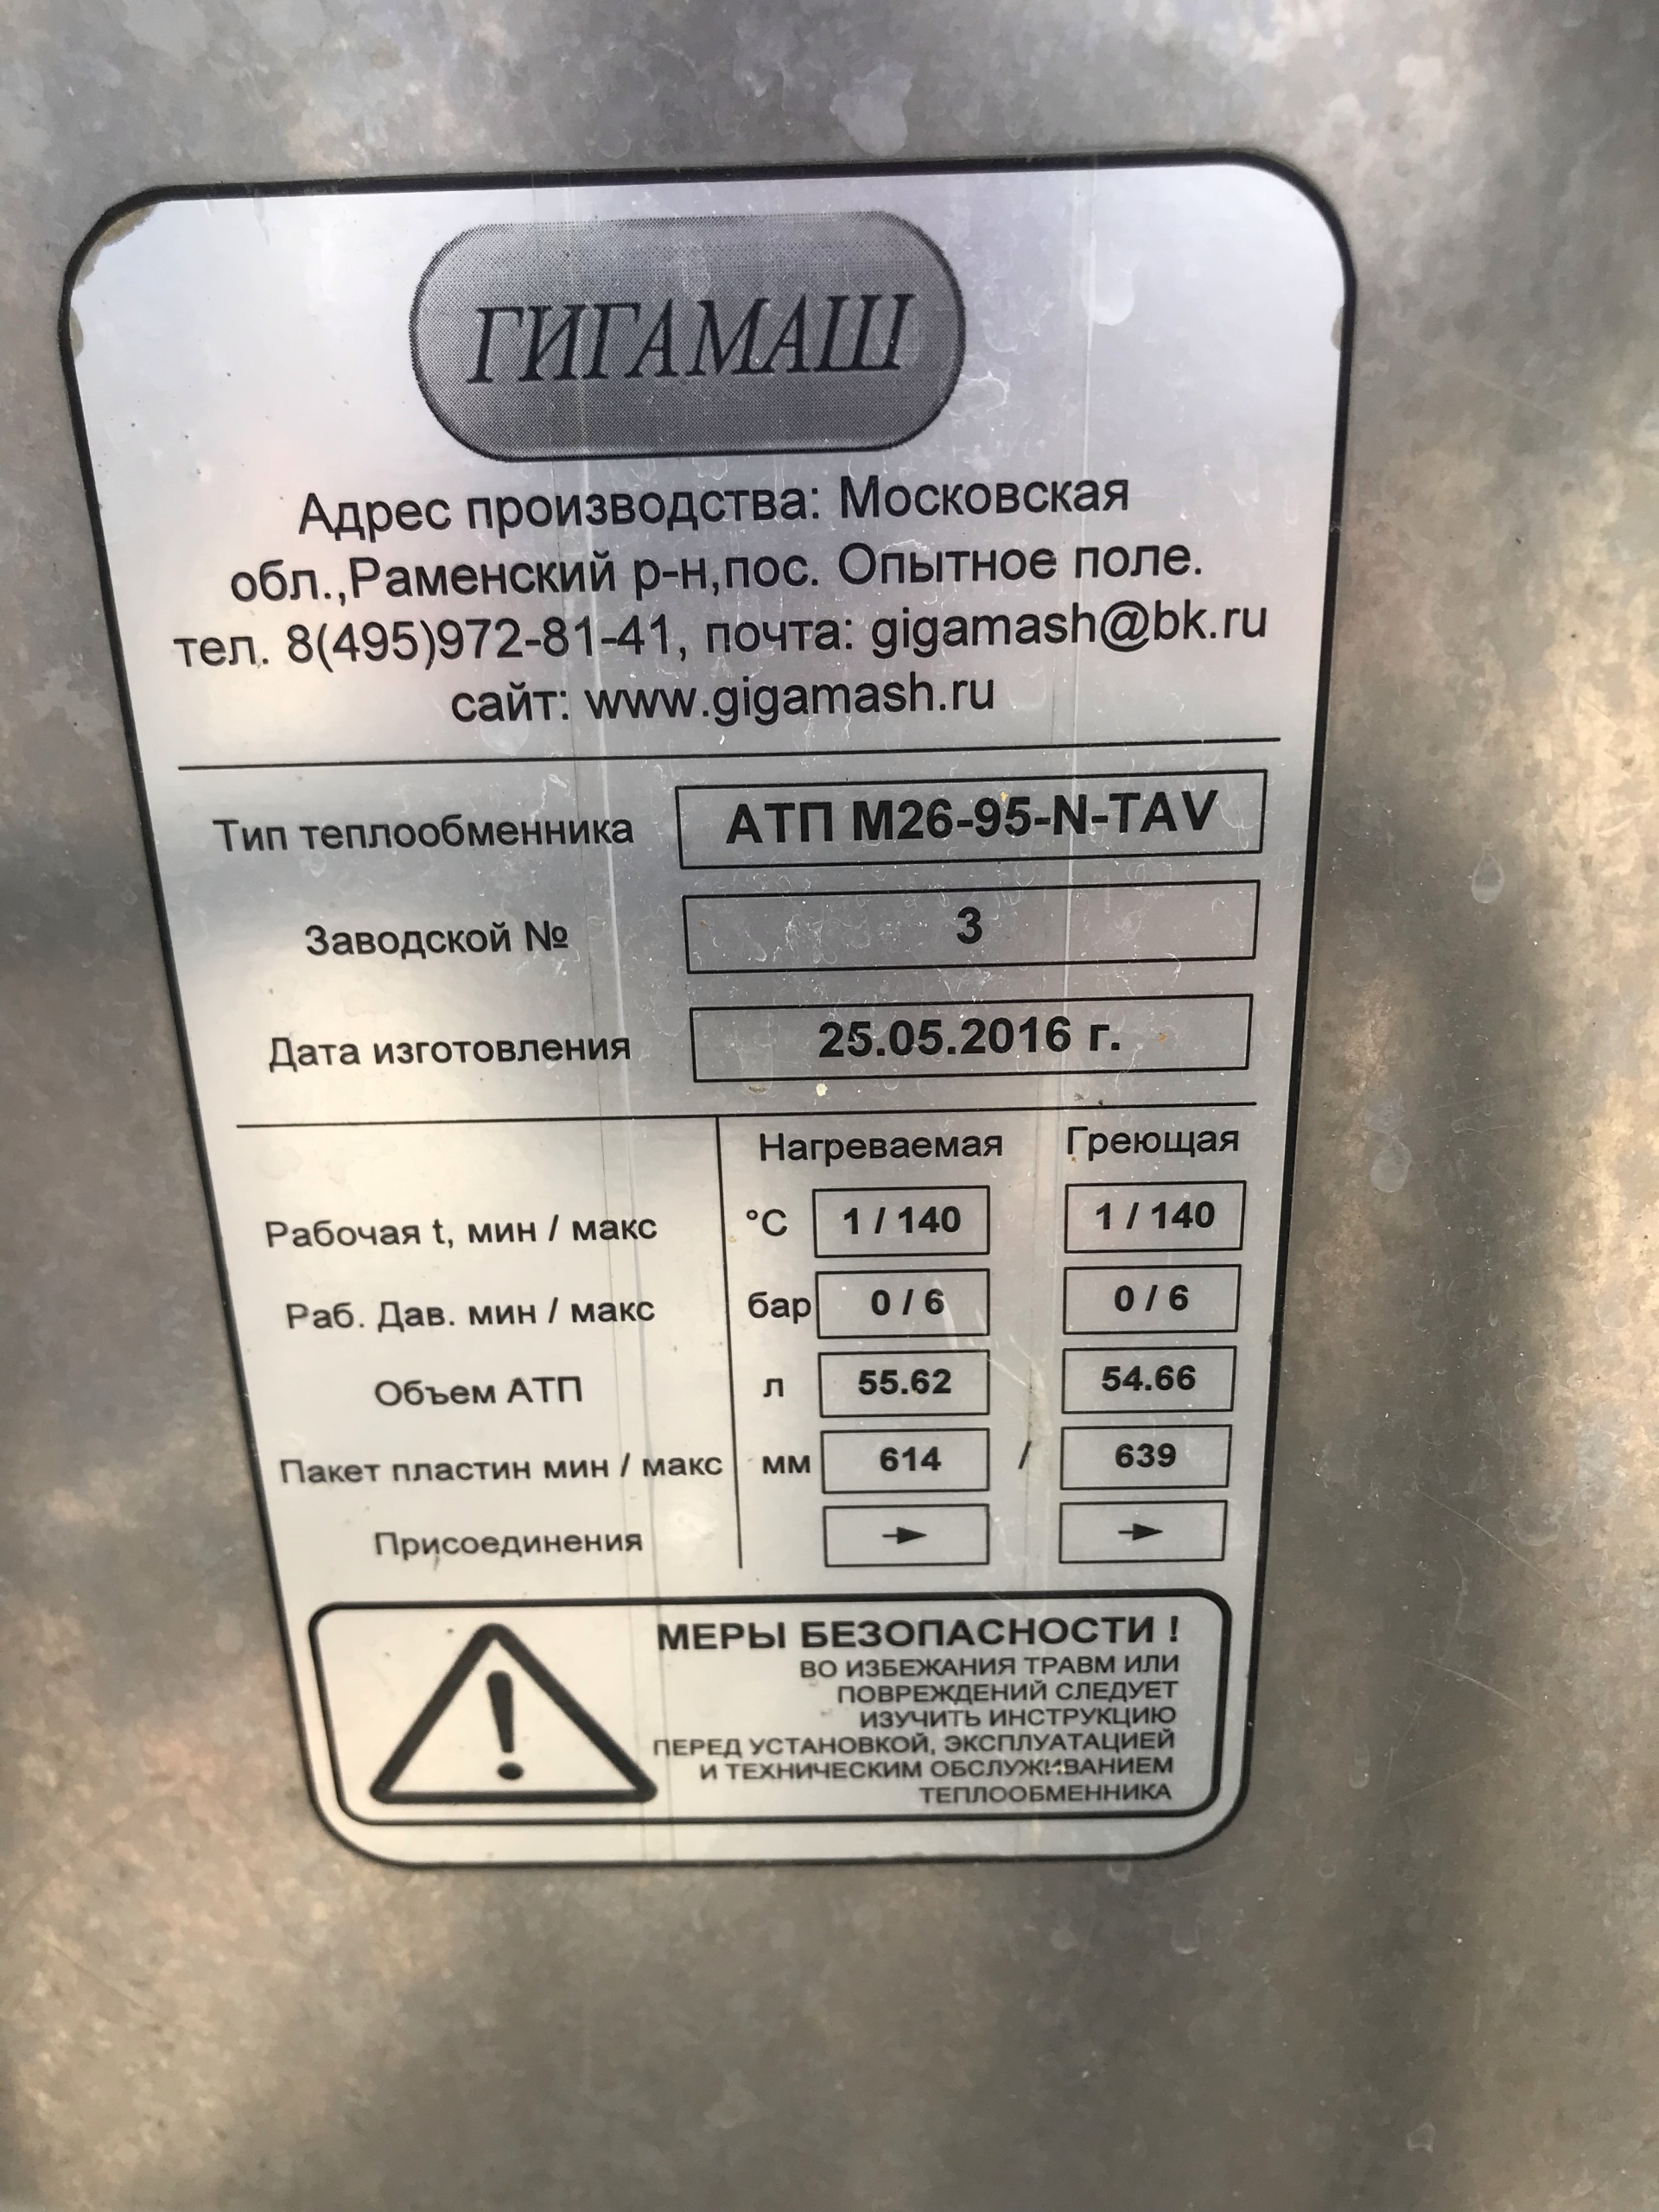 ГИГАМАШ
Адрес производства: Московская
обл.,Раменский р-н,пос. Опытное поле.
тел. 8(495)972-81-41, почта: gigamash@bk.ru
сайт: www.gigamash.ru
Тип теплообменника АТП М26-95-N-TAV
Заводской № 3
Дата изготовления 25.05.2016 г.
Нагреваемая Греющая
Рабочая t, мин / макс °C 1 / 140 1 / 140
Раб. Дав. мин / макс бар 0 / 6 0 / 6
Объем АТП л 55.62 54.66
Пакет пластин мин / макс мм 614 / 639
Присоединения → →
МЕРЫ БЕЗОПАСНОСТИ !
ВО ИЗБЕЖАНИЯ ТРАВМ ИЛИ
ПОВРЕЖДЕНИЙ СЛЕДУЕТ
ИЗУЧИТЬ ИНСТРУКЦИЮ
ПЕРЕД УСТАНОВКОЙ, ЭКСПЛУАТАЦИЕЙ
И ТЕХНИЧЕСКИМ ОБСЛУЖИВАНИЕМ
ТЕПЛООБМЕННИКА